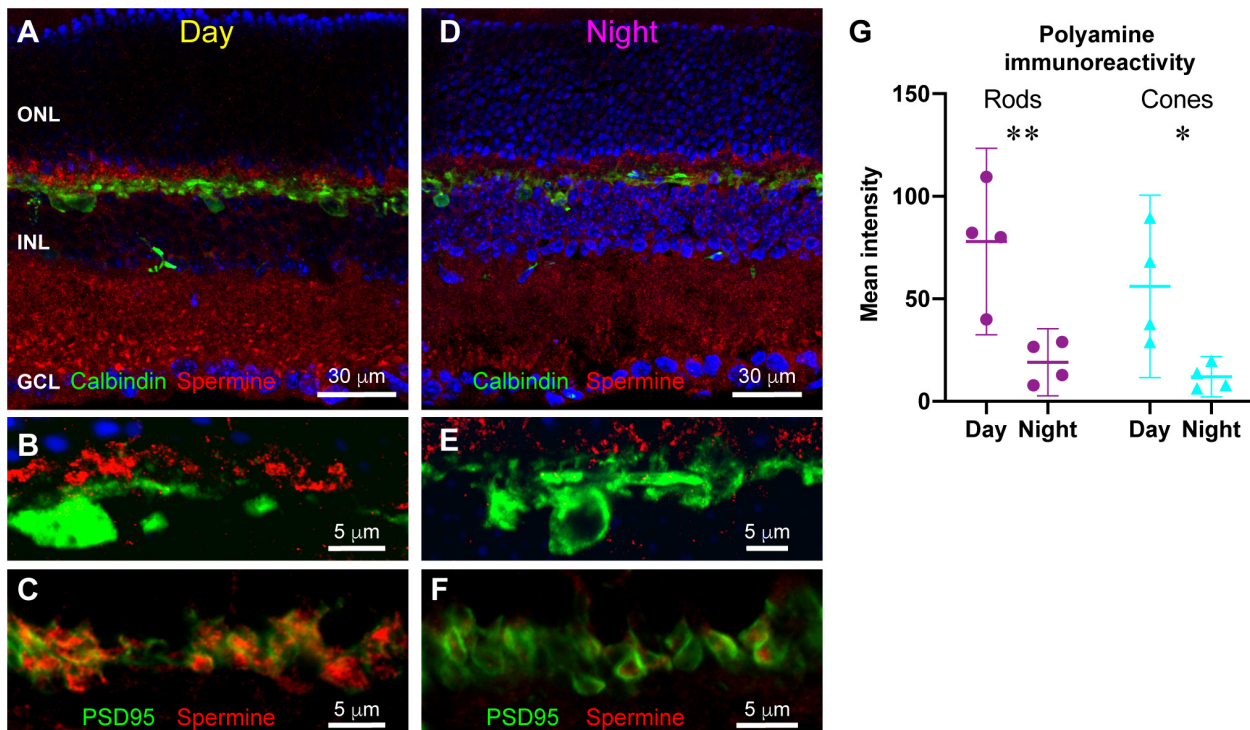 A Day
ONL
INL
GCL Calbindin Spermine 30 μm
B
5 μm
C
PSD95 Spermine 5 μm
D Night
Calbindin Spermine 30 μm
E
5 μm
F
PSD95 Spermine 5 μm
G
Polyamine
immunoreactivity
Rods Cones
** *
150
100
50
0
Mean intensity
Day Night Day Night